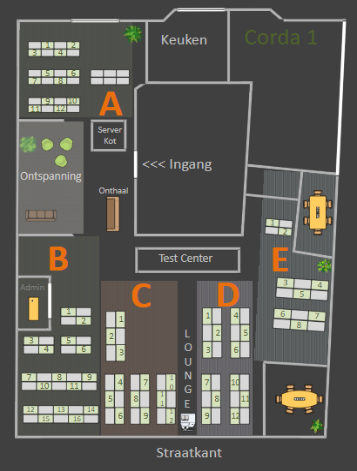 Keuken
Corda 1
1 2
3 4
5 6
7 8
9 10
11 12
A
Server
Kot
<<< Ingang
Ontspanning
Onthaal
B
Test Center
E
1
2
3 4
5
6 7
8
Admin
C
D
1
2
3 4
5 6
7 8 9
10 11
12 13 14
15 16
1
2
3
4 7 10
5 8 11
6 9 12
LOUNGE
1 4
2 5
3 6
7 10
8 11
9 12
Straatkant